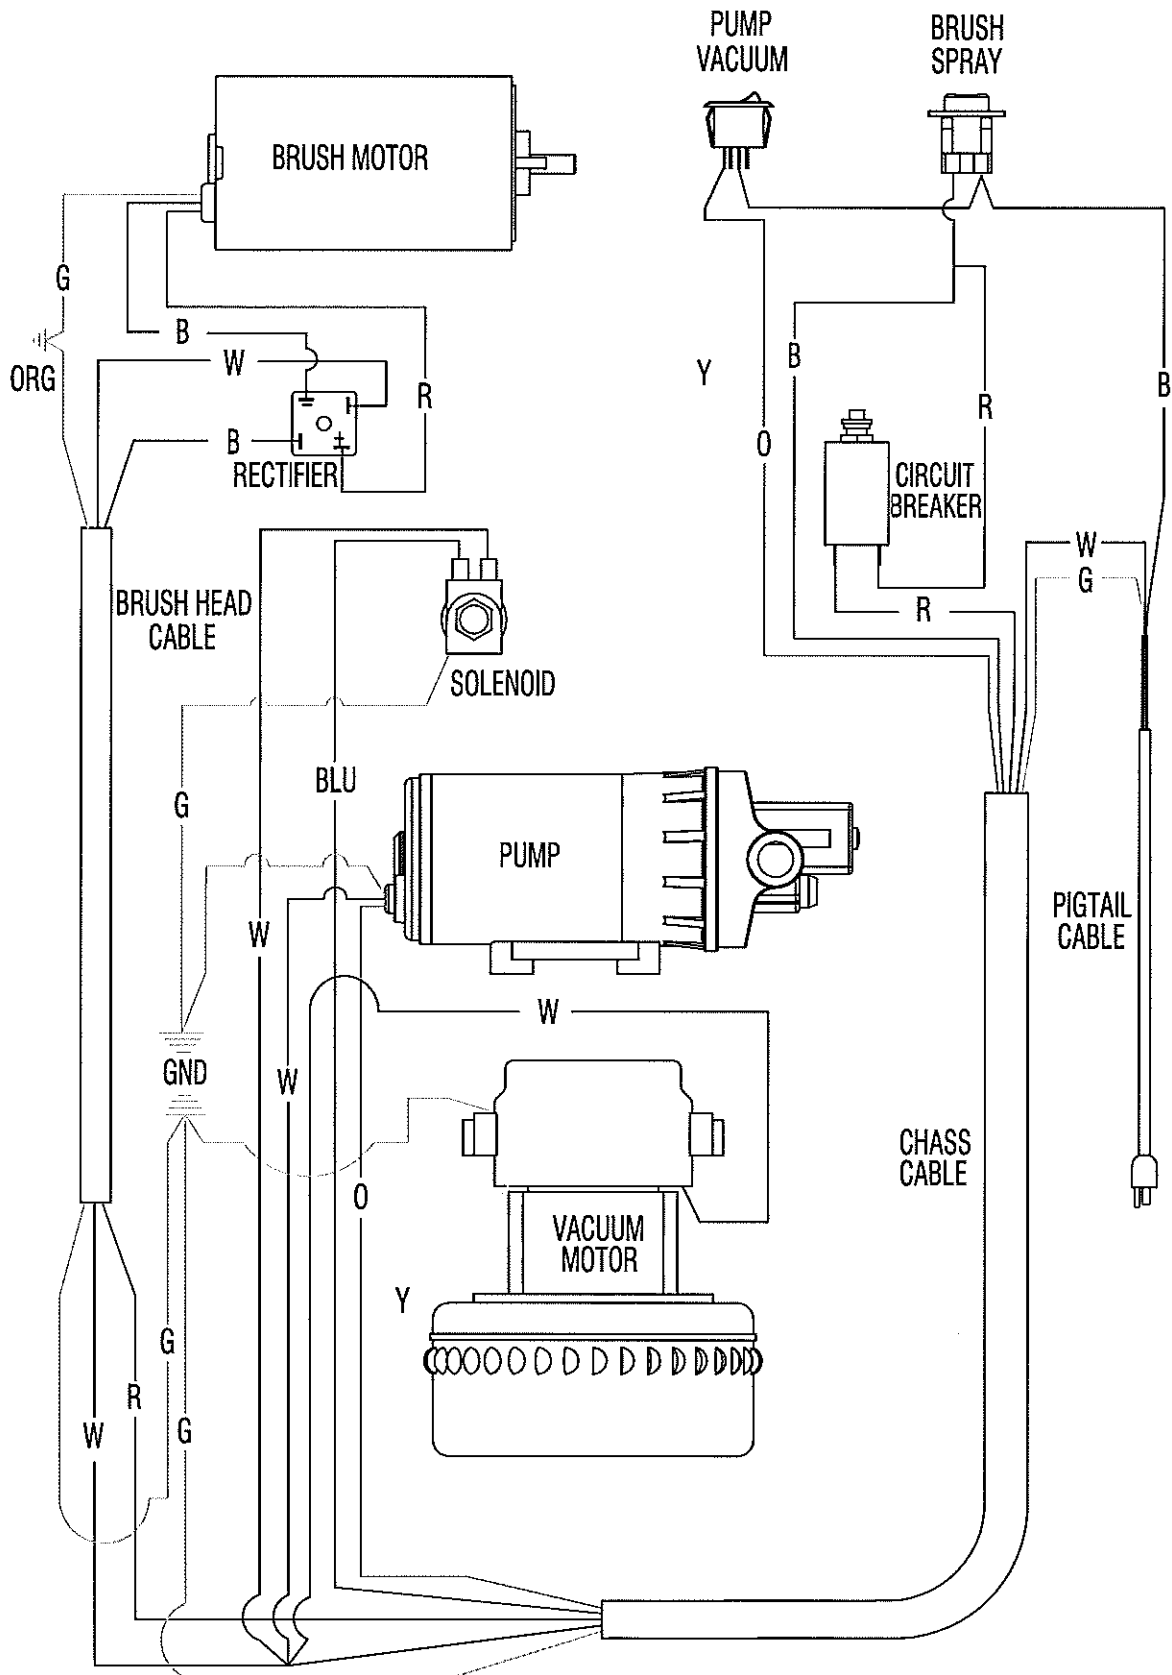 PUMP
VACUUM
BRUSH
SPRAY
BRUSH MOTOR
G
B
ORG
W
R
B
RECTIFIER
Y
O
B
R
B
CIRCUIT
BREAKER
W
G
R
BRUSH HEAD
CABLE
SOLENOID
BLU
G
PUMP
W
PIGTAIL
CABLE
W
GND
W
CHASS
CABLE
O
VACUUM
MOTOR
Y
G
R
W
G